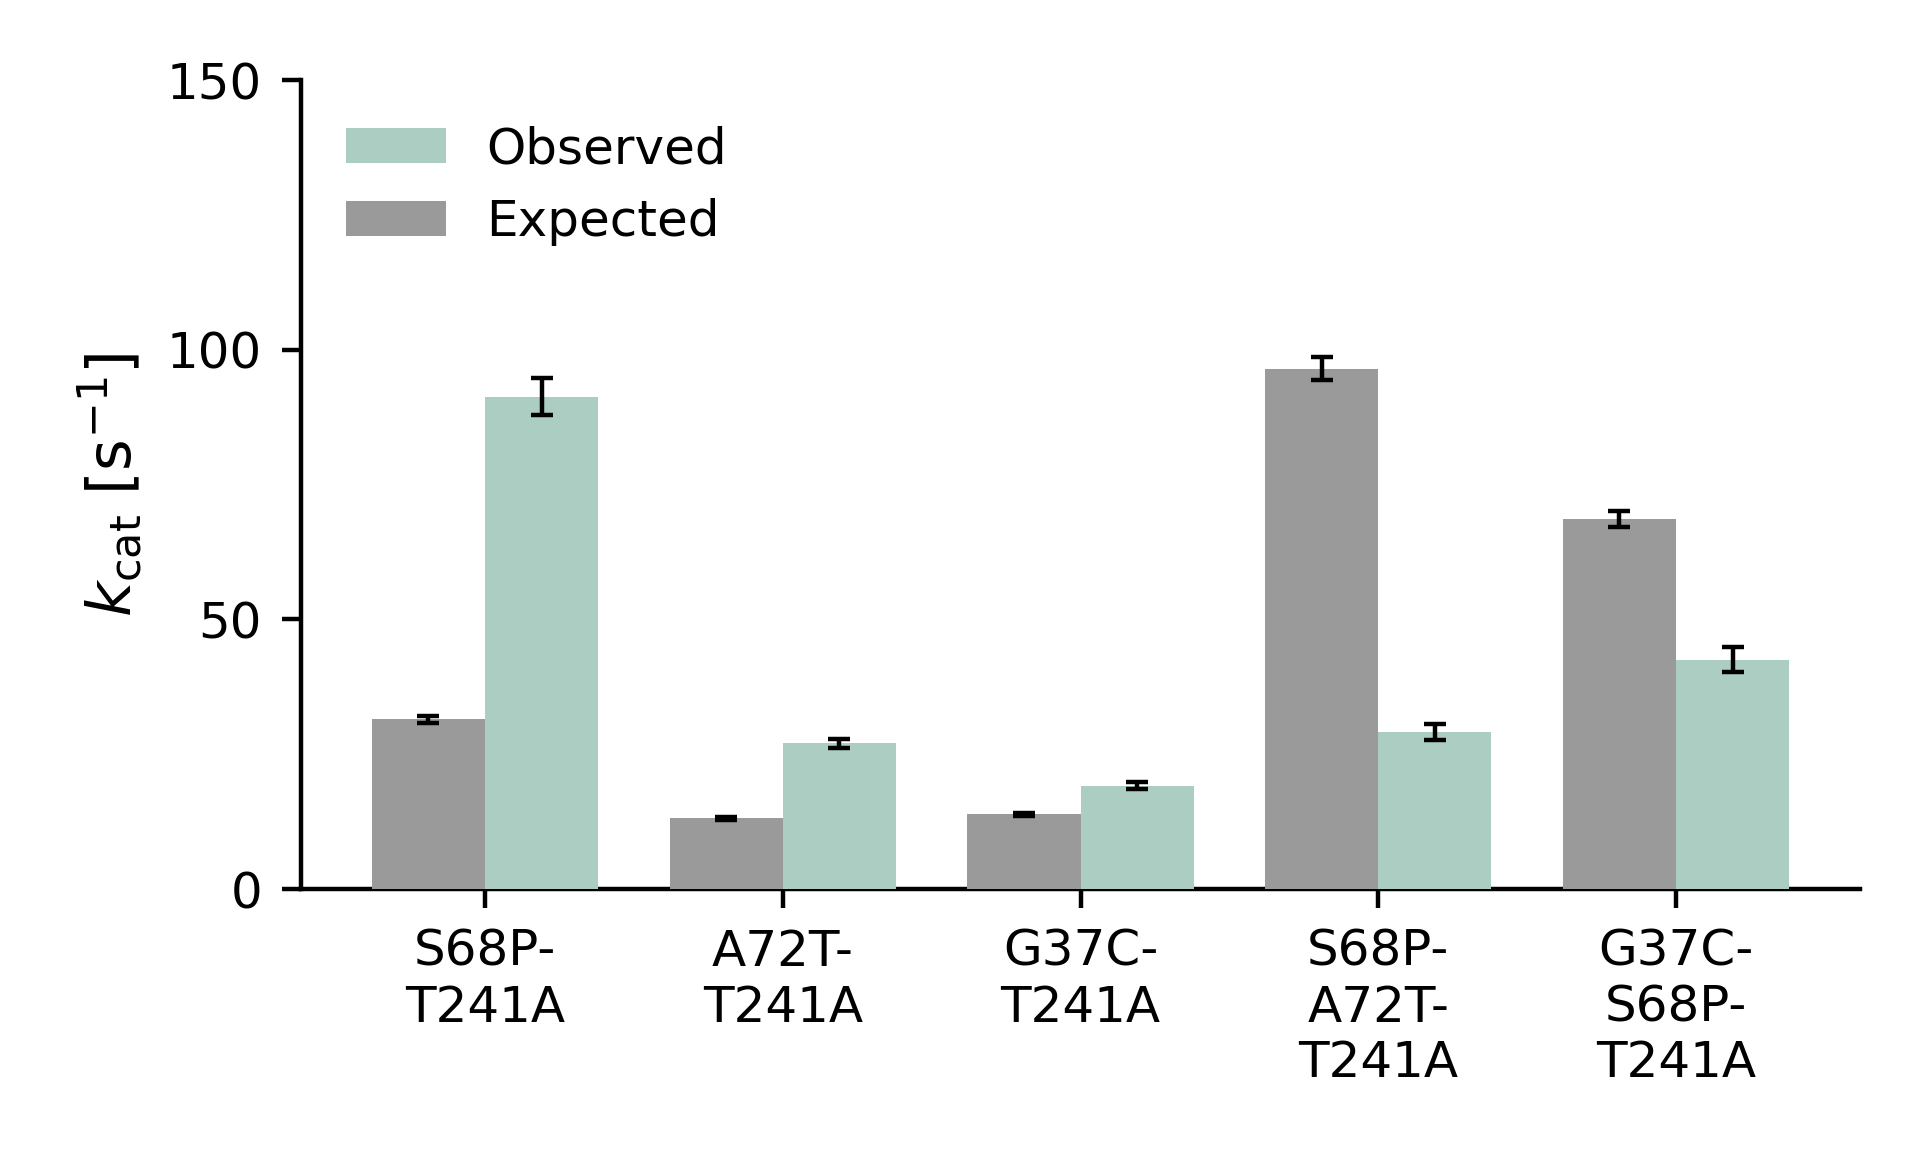 150
100
50
0
k_cat [s⁻¹]
Observed
Expected
S68P-
T241A
A72T-
T241A
G37C-
T241A
S68P-
A72T-
T241A
G37C-
S68P-
T241A